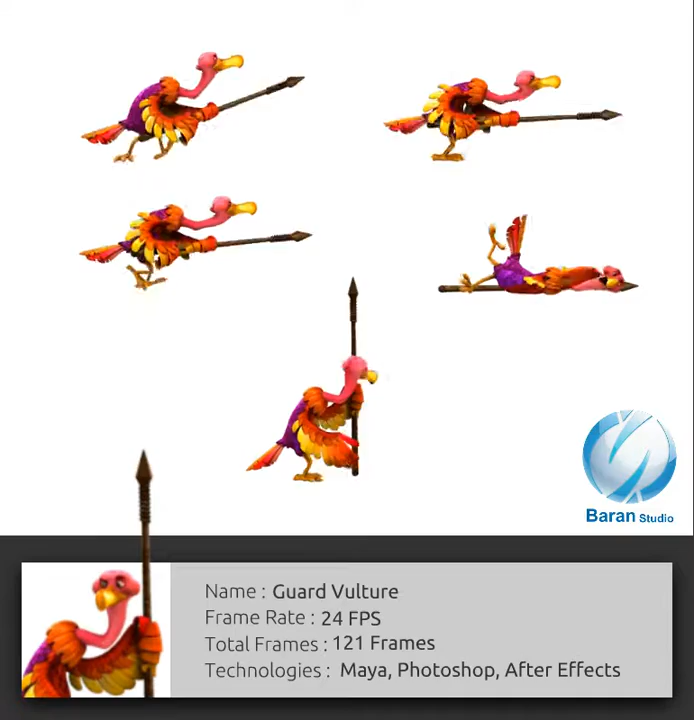 Baran Studio
Name : Guard Vulture
Frame Rate : 24 FPS
Total Frames : 121 Frames
Technologies : Maya, Photoshop, After Effects